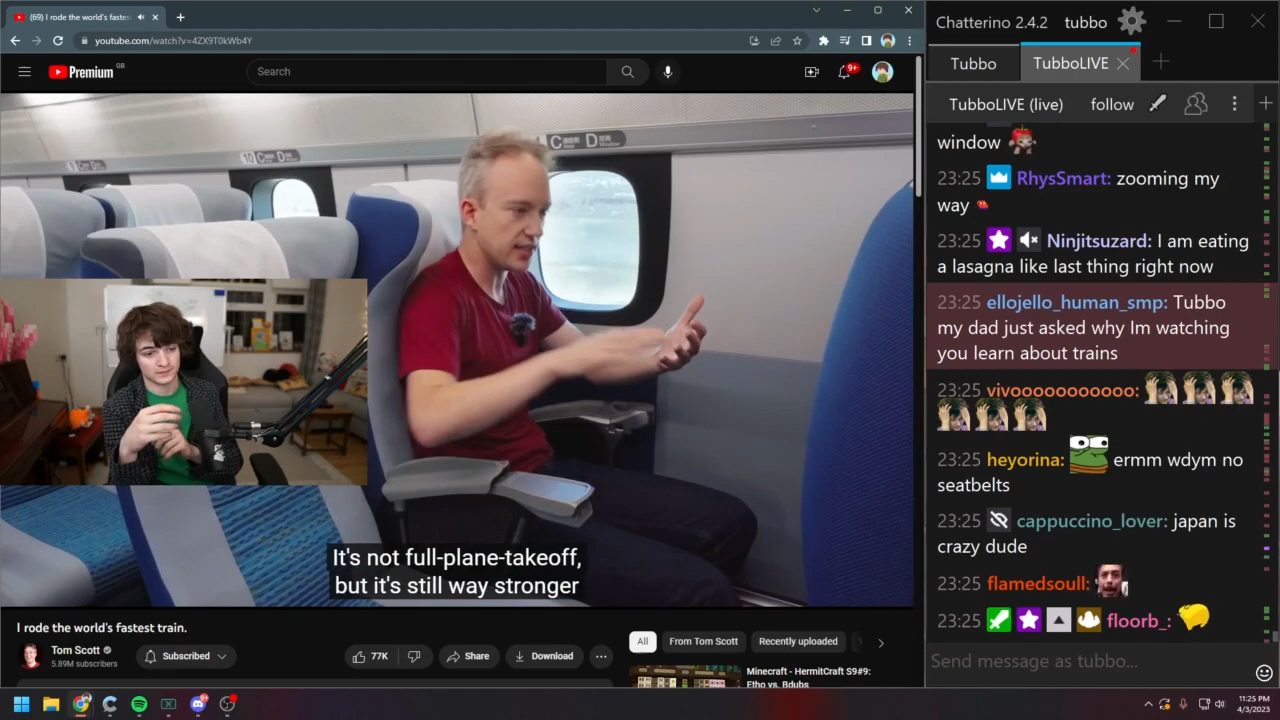 (69) I rode the world's fastest
youtube.com/watch?v=4ZX9T0kWb4Y
Premium GB
Search
9+
C D
10 C D
C D
It's not full-plane-takeoff,
but it's still way stronger
I rode the world's fastest train.
Tom Scott
5.89M subscribers
Subscribed
77K
Share
Download
All
From Tom Scott
Recently uploaded
Minecraft - HermitCraft S9#9:
Etho vs. Bdubs
Chatterino 2.4.2
tubbo
Tubbo
TubboLIVE
TubboLIVE (live)
follow
window
23:25 RhysSmart: zooming my
way
23:25 Ninjitsuzard: I am eating
a lasagna like last thing right now
23:25 ellojello_human_smp: Tubbo
my dad just asked why Im watching
you learn about trains
23:25 vivooooooooooo:
23:25 heyorina: ermm wdym no
seatbelts
23:25 cappuccino_lover: japan is
crazy dude
23:25 flamedsoull:
23:25 floorb_:
Send message as tubbo...
11:25 PM
4/3/2023